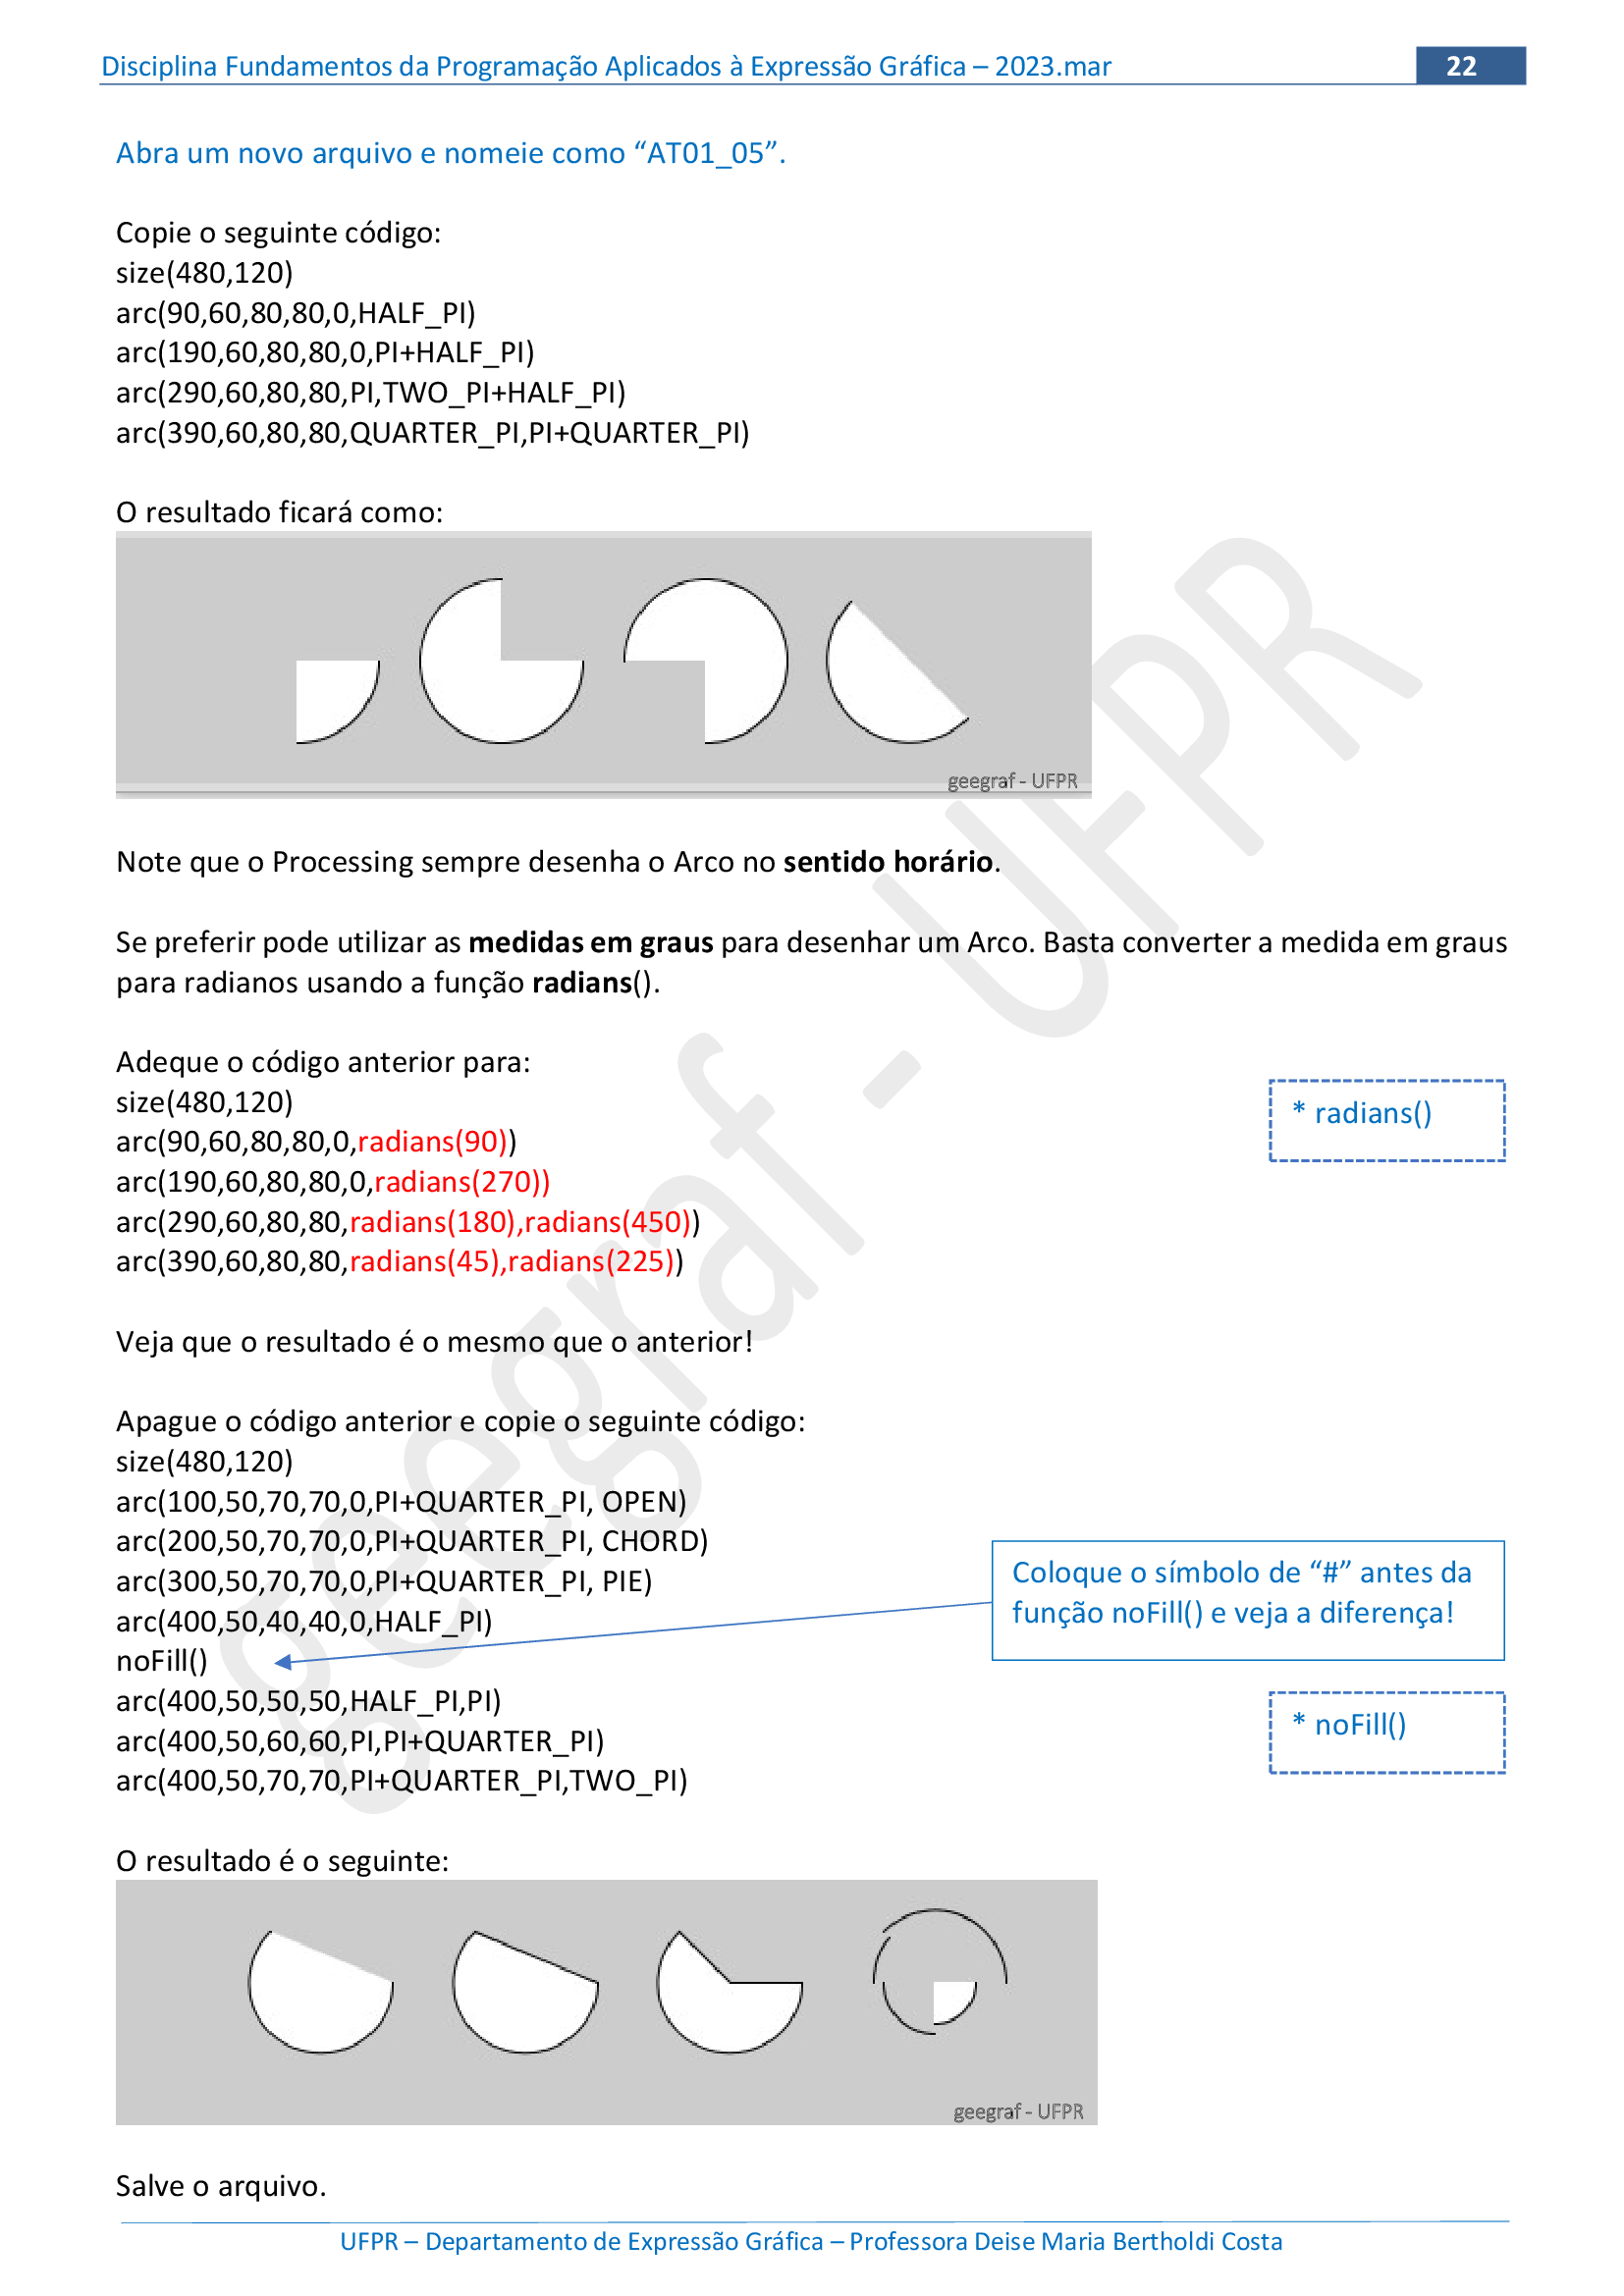 Disciplina Fundamentos da Programação Aplicados à Expressão Gráfica – 2023.mar
22
Abra um novo arquivo e nomeie como “AT01_05”.
Copie o seguinte código:
size(480,120)
arc(90,60,80,80,0,HALF_PI)
arc(190,60,80,80,0,PI+HALF_PI)
arc(290,60,80,80,PI,TWO_PI+HALF_PI)
arc(390,60,80,80,QUARTER_PI,PI+QUARTER_PI)
O resultado ficará como:
geegraf - UFPR
Note que o Processing sempre desenha o Arco no sentido horário.
Se preferir pode utilizar as medidas em graus para desenhar um Arco. Basta converter a medida em graus
para radianos usando a função radians().
Adeque o código anterior para:
size(480,120)
* radians()
arc(90,60,80,80,0,radians(90))
arc(190,60,80,80,0,radians(270))
arc(290,60,80,80,radians(180),radians(450))
arc(390,60,80,80,radians(45),radians(225))
Veja que o resultado é o mesmo que o anterior!
Apague o código anterior e copie o seguinte código:
size(480,120)
arc(100,50,70,70,0,PI+QUARTER_PI, OPEN)
arc(200,50,70,70,0,PI+QUARTER_PI, CHORD)
arc(300,50,70,70,0,PI+QUARTER_PI, PIE)
arc(400,50,40,40,0,HALF_PI)
Coloque o símbolo de “#” antes da
função noFill() e veja a diferença!
noFill()
arc(400,50,50,50,HALF_PI,PI)
* noFill()
arc(400,50,60,60,PI,PI+QUARTER_PI)
arc(400,50,70,70,PI+QUARTER_PI,TWO_PI)
O resultado é o seguinte:
geegraf - UFPR
Salve o arquivo.
UFPR – Departamento de Expressão Gráfica – Professora Deise Maria Bertholdi Costa
geegraf - UFPR